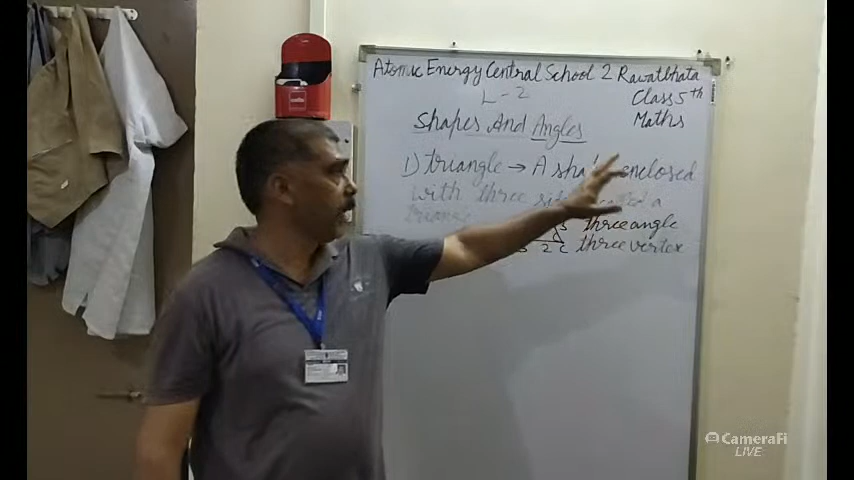 Atomic Energy Central School 2 Rawatbhata
L - 2
Class 5th
Maths
Shapes And Angles
1) triangle → A shape enclosed
with three sides called a
triangle
three angle
B 2 C three vertex
CameraFi
LIVE